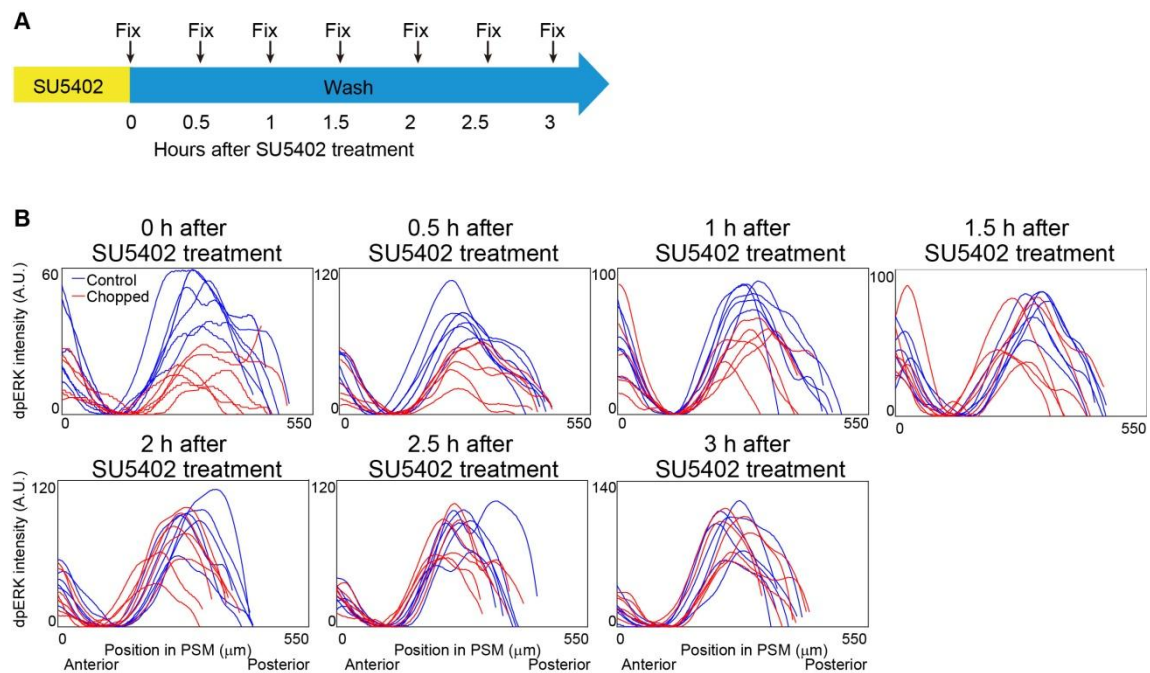 A
Fix Fix Fix Fix Fix Fix Fix
SU5402 Wash
0 0.5 1 1.5 2 2.5 3
Hours after SU5402 treatment
B
0 h after
SU5402 treatment
0.5 h after
SU5402 treatment
1 h after
SU5402 treatment
1.5 h after
SU5402 treatment
dpERK intensity (A.U.)
60
Control
Chopped
0
0 550
120
0
0 550
100
0
0 550
100
0
0 550
2 h after
SU5402 treatment
2.5 h after
SU5402 treatment
3 h after
SU5402 treatment
dpERK intensity (A.U.)
120
0
0 550
Position in PSM (μm)
Anterior Posterior
120
0
0 550
Position in PSM (μm)
Anterior Posterior
140
0
0 550
Position in PSM (μm)
Anterior Posterior